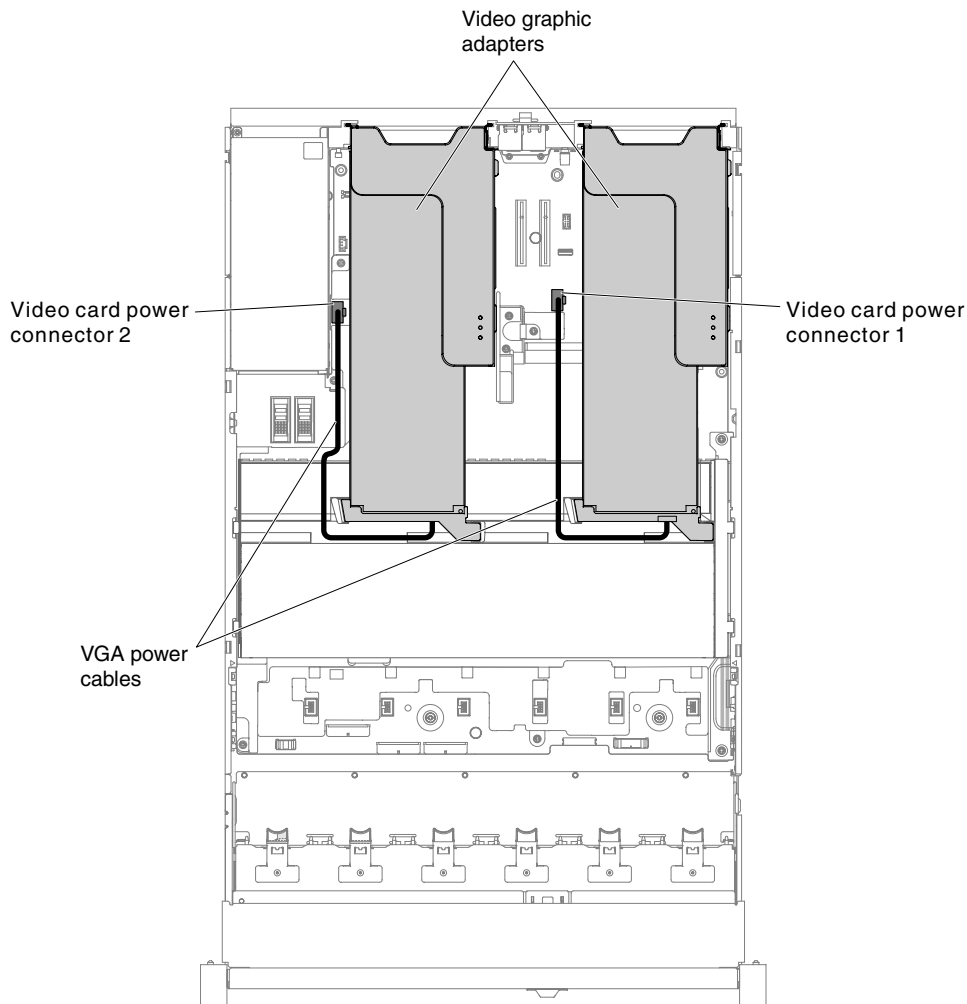 Video graphic
adapters
Video card power
connector 2
Video card power
connector 1
VGA power
cables